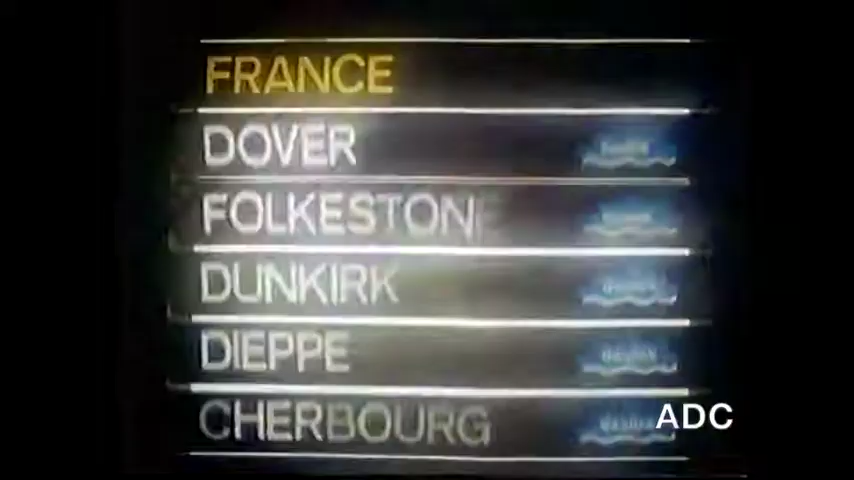 FRANCE
DOVER
FOLKESTONE
DUNKIRK
DIEPPE
CHERBOURG
ADC